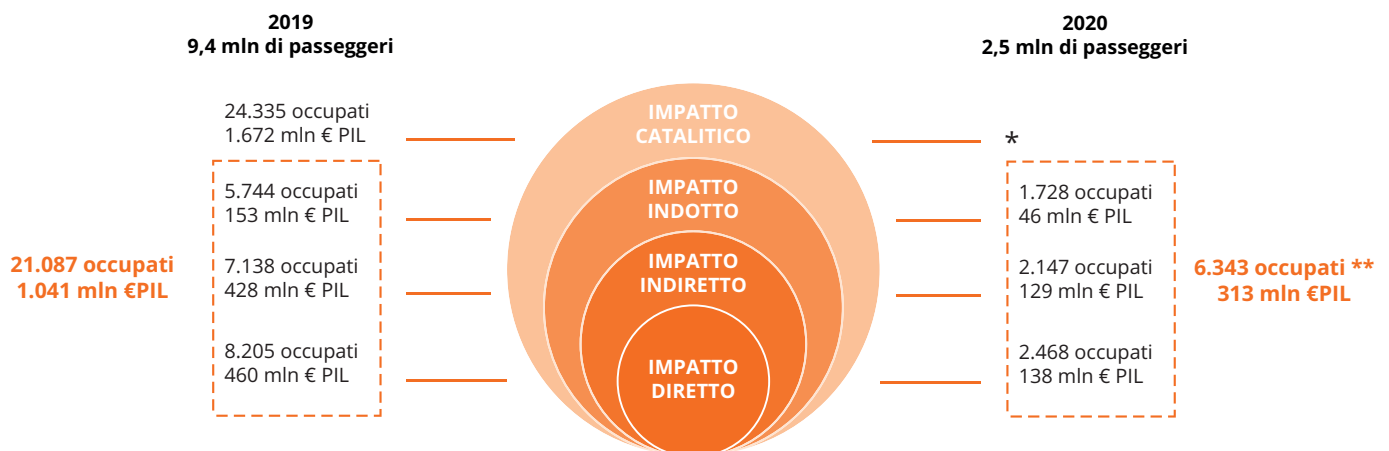 2019
9,4 mln di passeggeri
2020
2,5 mln di passeggeri
24.335 occupati
1.672 mln € PIL
5.744 occupati
153 mln € PIL
7.138 occupati
428 mln € PIL
8.205 occupati
460 mln € PIL
21.087 occupati
1.041 mln €PIL
IMPATTO
CATALITICO
IMPATTO
INDOTTO
IMPATTO
INDIRETTO
IMPATTO
DIRETTO
*
1.728 occupati
46 mln € PIL
2.147 occupati
129 mln € PIL
2.468 occupati
138 mln € PIL
6.343 occupati **
313 mln €PIL